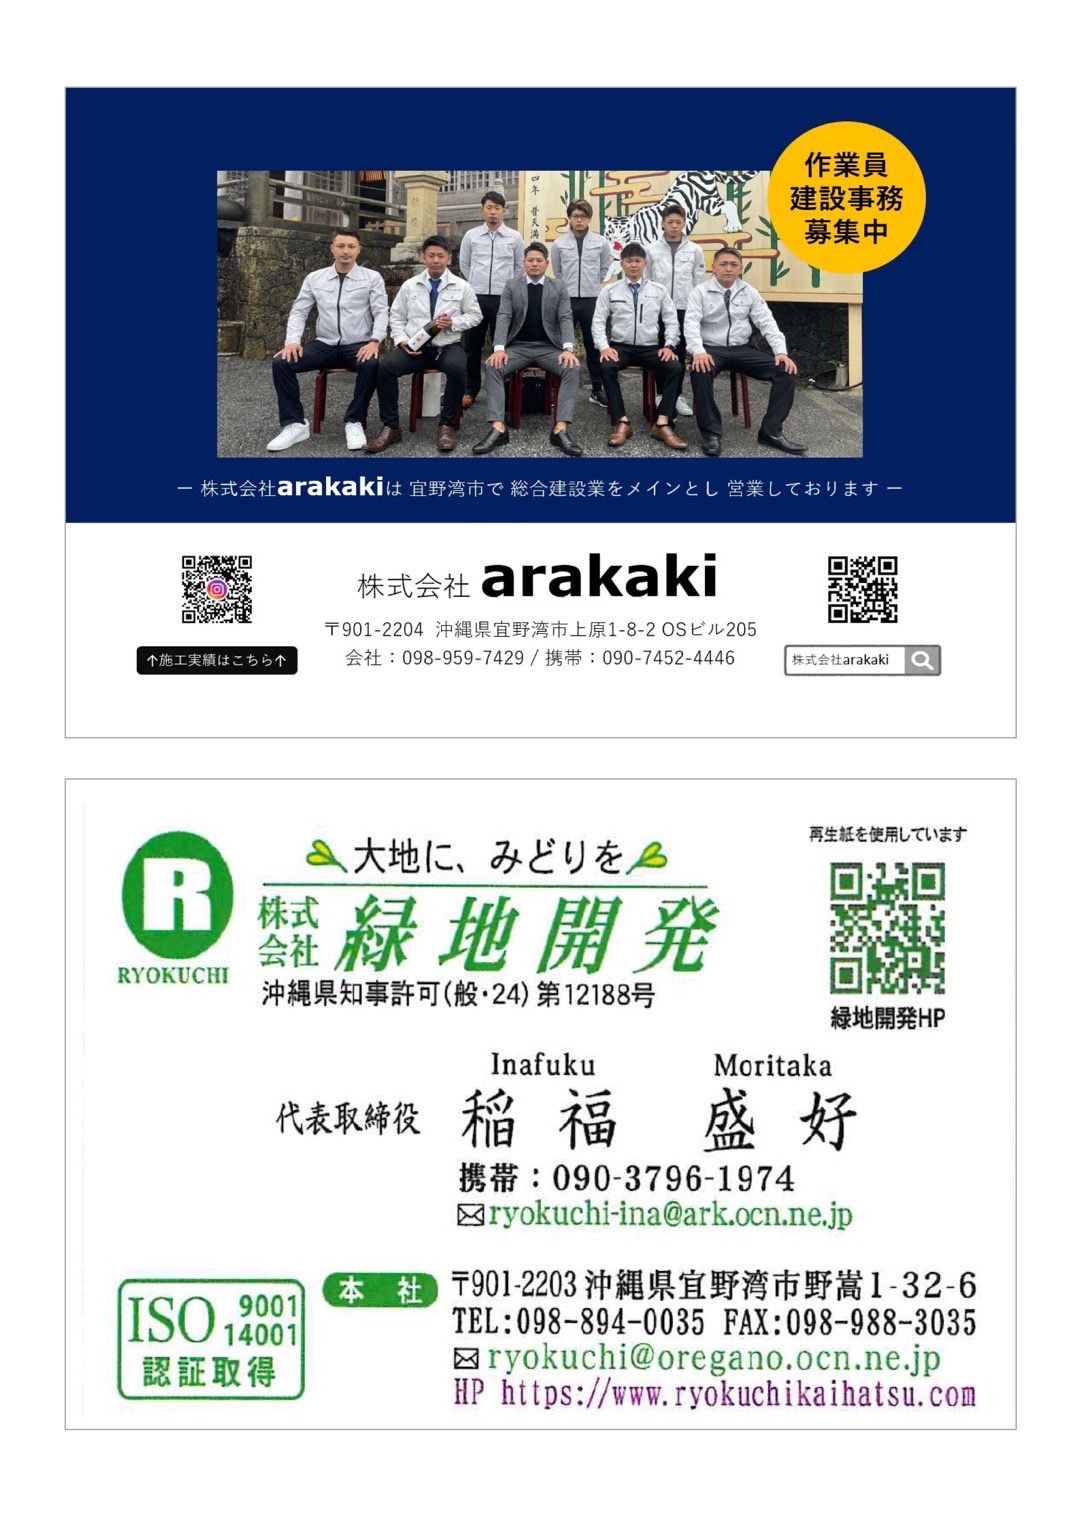 作業員
建設事務
募集中
四年 普天満
ー 株式会社arakakiは 宜野湾市で 総合建設業をメインとし 営業しております ー
株式会社 arakaki
〒901-2204 沖縄県宜野湾市上原1-8-2 OSビル205
会社：098-959-7429 / 携帯：090-7452-4446
↑施工実績はこちら↑
株式会社arakaki
再生紙を使用しています
大地に、みどりを
R
RYOKUCHI
株式会社 緑地開発
沖縄県知事許可(般・24) 第12188号
緑地開発HP
Inafuku Moritaka
代表取締役 稲福 盛好
携帯：090-3796-1974
ryokuchi-ina@ark.ocn.ne.jp
ISO 9001
14001
認証取得
本社 〒901-2203 沖縄県宜野湾市野嵩1-32-6
TEL:098-894-0035 FAX:098-988-3035
ryokuchi@oregano.ocn.ne.jp
HP https://www.ryokuchikaihatsu.com